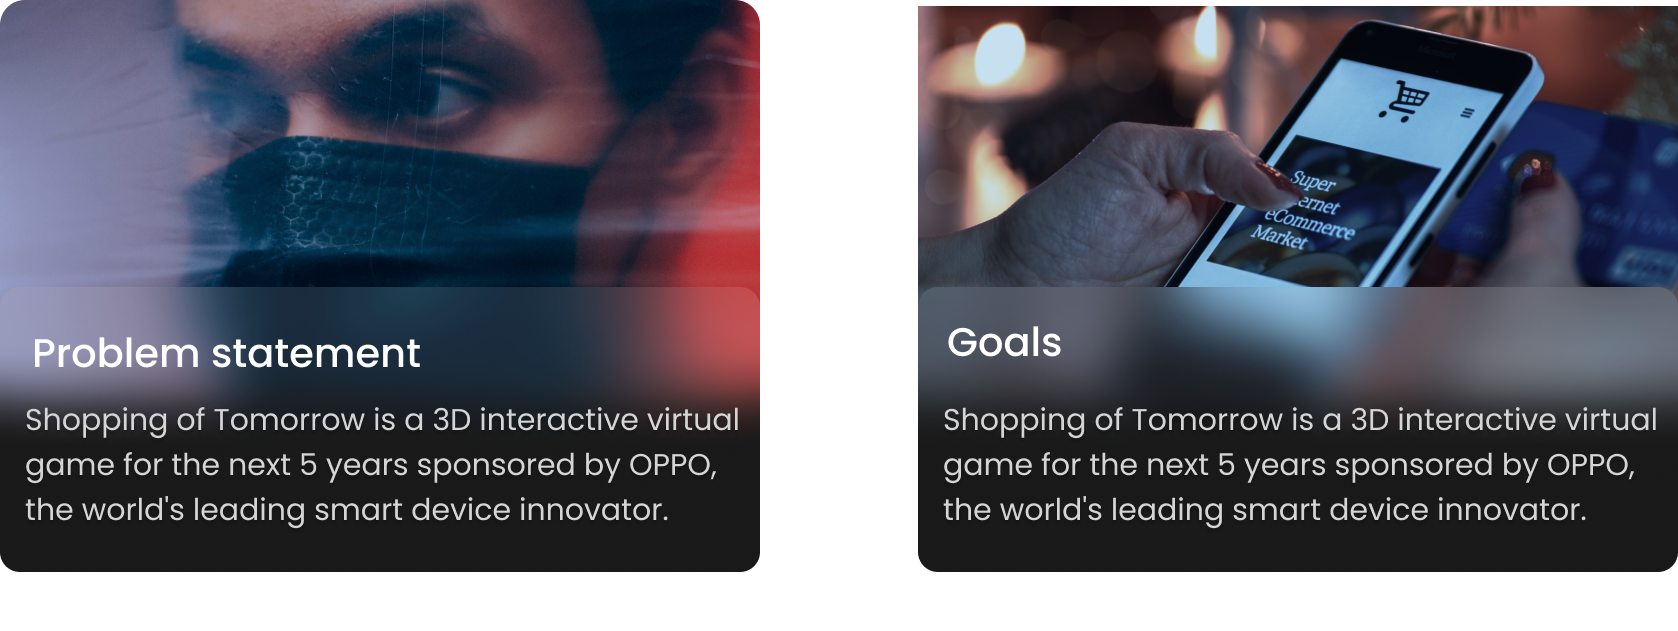 Problem statement
Shopping of Tomorrow is a 3D interactive virtual
game for the next 5 years sponsored by OPPO,
the world's leading smart device innovator.
Super
ernet
eCommerce
Market
Goals
Shopping of Tomorrow is a 3D interactive virtual
game for the next 5 years sponsored by OPPO,
the world's leading smart device innovator.